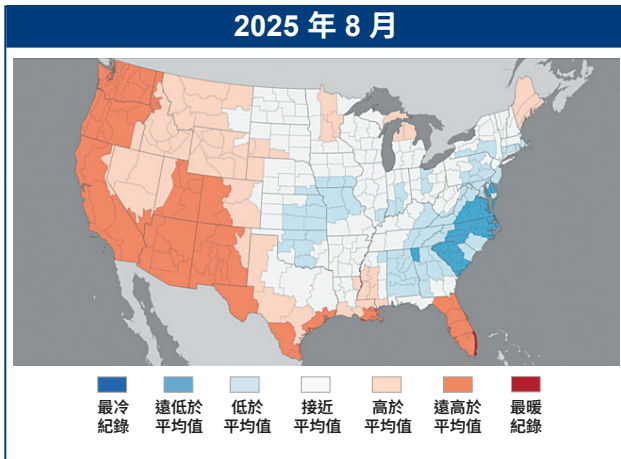 2025 年 8 月
最冷
紀錄
遠低於
平均值
低於
平均值
接近
平均值
高於
平均值
遠高於
平均值
最暖
紀錄